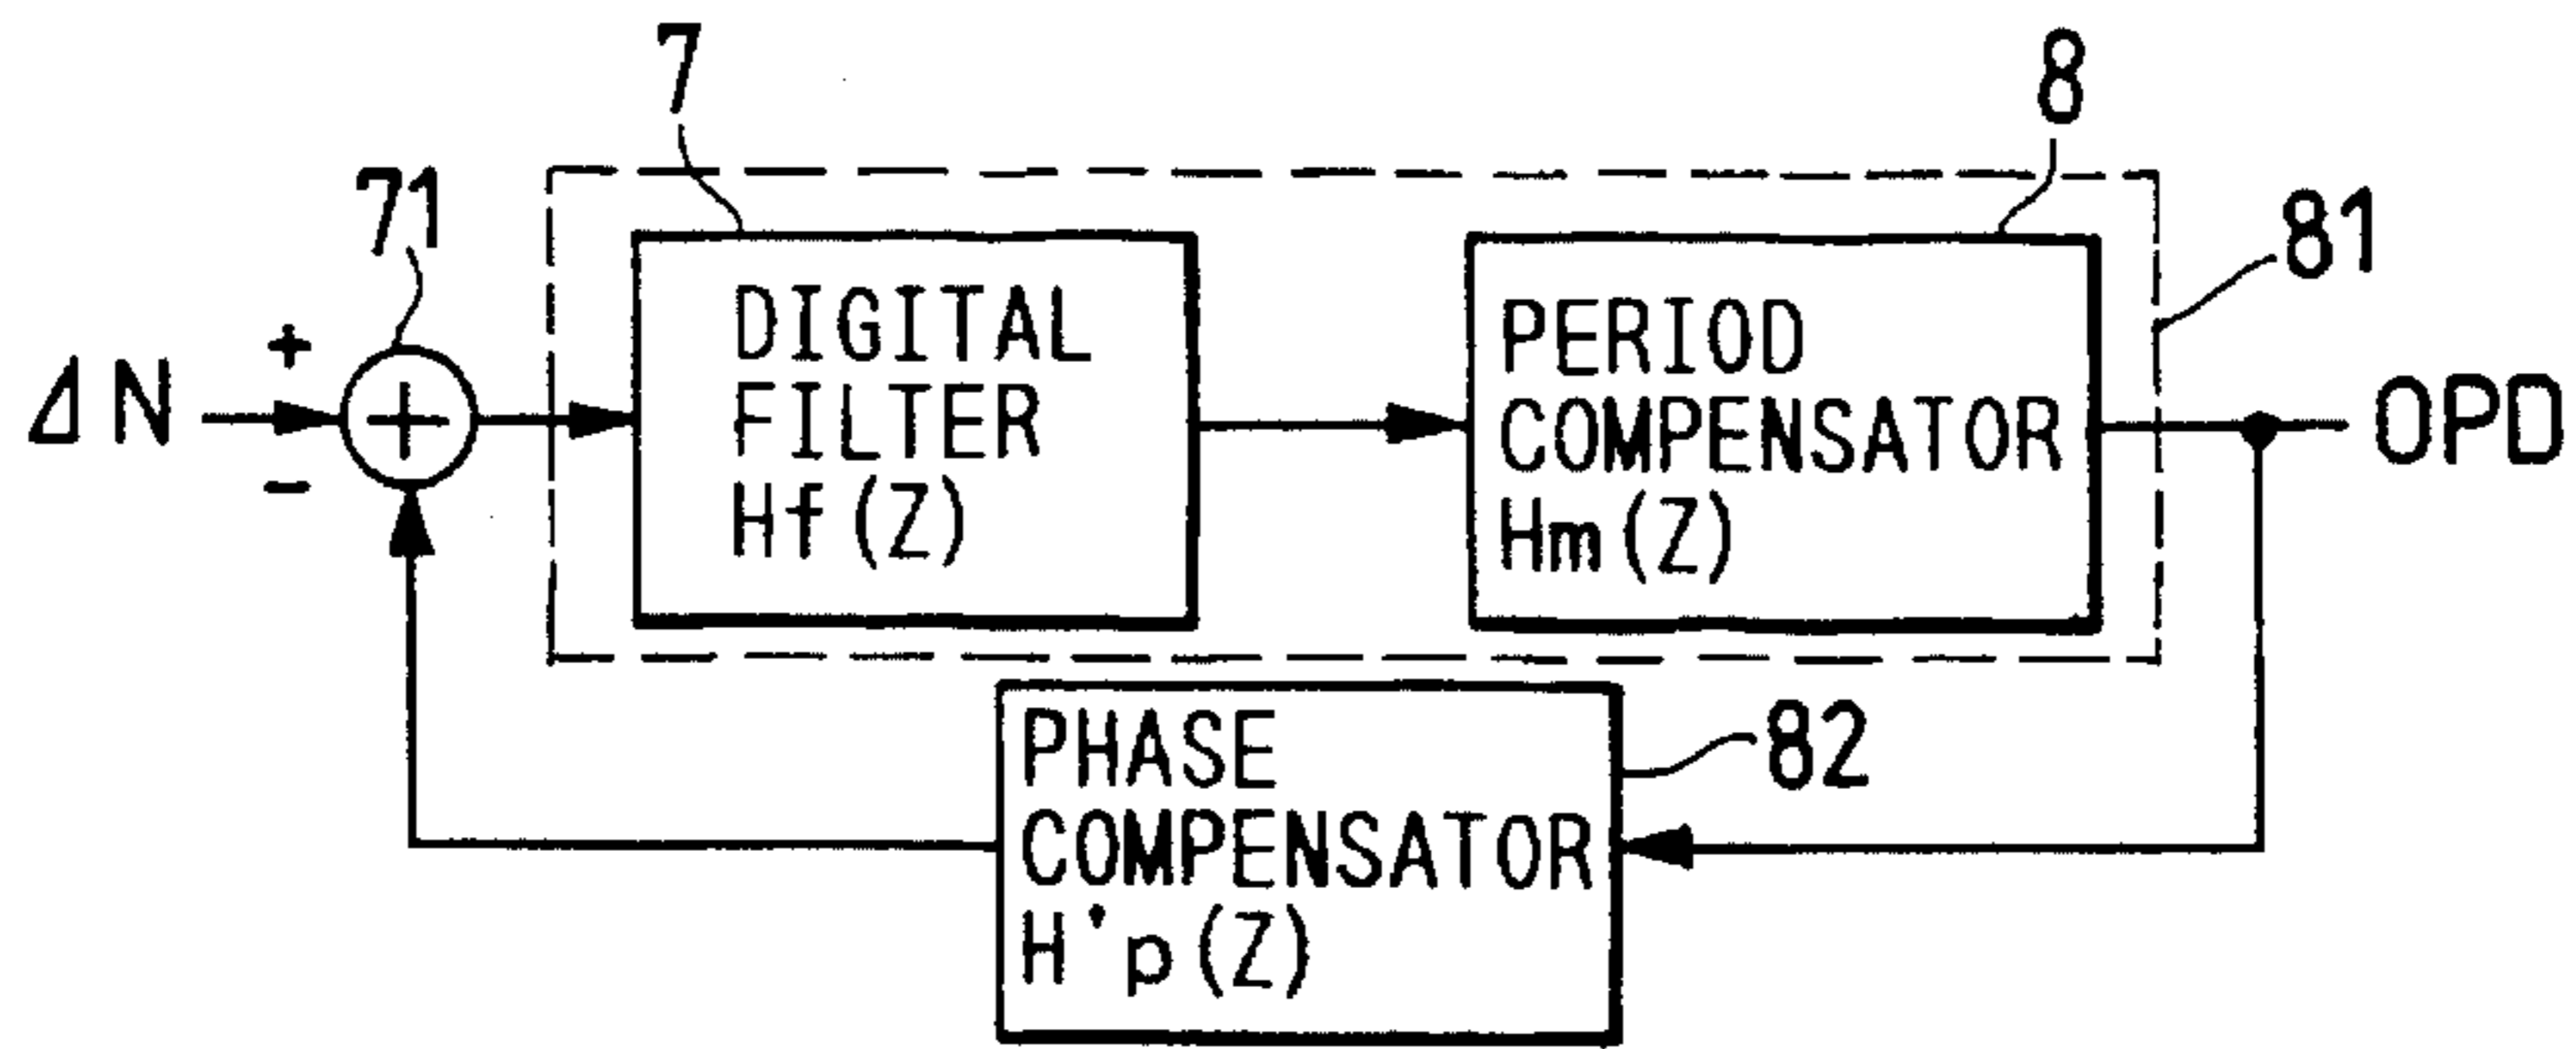 7
8
71
81
+
ΔN
+
−
OPD
DIGITAL
FILTER
Hf(Z)
PERIOD
COMPENSATOR
Hm(Z)
PHASE
COMPENSATOR
H'p(Z)
82